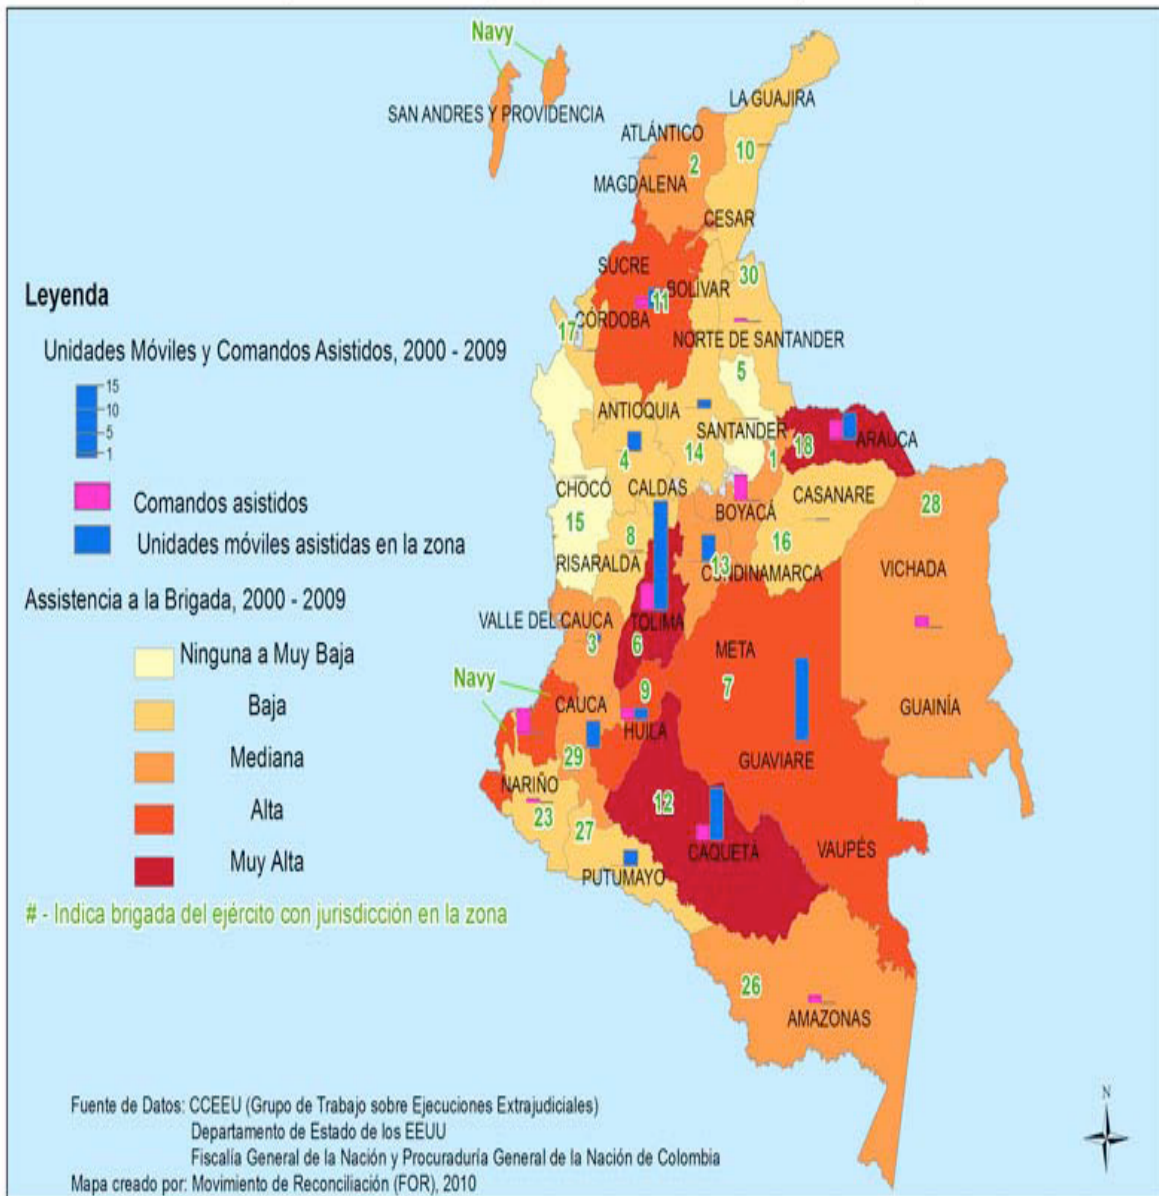 Navy
SAN ANDRES Y PROVIDENCIA
LA GUAJIRA
ATLÁNTICO
10
2
MAGDALENA
CESAR
SUCRE
30
BOLÍVAR
11
CÓRDOBA
17
NORTE DE SANTANDER
5
ANTIOQUIA
SANTANDER
ARAUCA
18
14
1
4
CHOCÓ
CALDAS
CASANARE
28
BOYACÁ
15
16
8
RISARALDA
13
CUNDINAMARCA
VICHADA
VALLE DEL CAUCA
TOLIMA
3
6
META
Navy
9
7
CAUCA
GUAINÍA
HUILA
29
GUAVIARE
NARIÑO
12
23
27
CAQUETÁ
VAUPÉS
PUTUMAYO
26
AMAZONAS
Leyenda
Unidades Móviles y Comandos Asistidos, 2000 - 2009
15
10
5
1
Comandos asistidos
Unidades móviles asistidas en la zona
Assistencia a la Brigada, 2000 - 2009
Ninguna a Muy Baja
Baja
Mediana
Alta
Muy Alta
# - Indica brigada del ejército con jurisdicción en la zona
Fuente de Datos: CCEEU (Grupo de Trabajo sobre Ejecuciones Extrajudiciales)
Departamento de Estado de los EEUU
Fiscalía General de la Nación y Procuraduría General de la Nación de Colombia
Mapa creado por: Movimiento de Reconciliación (FOR), 2010
N